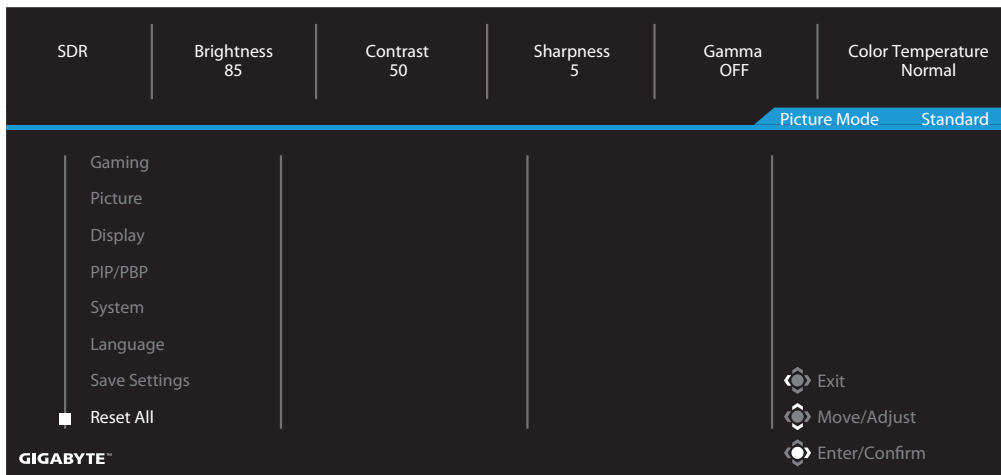 SDR
Brightness
85
Contrast
50
Sharpness
5
Gamma
OFF
Color Temperature
Normal
Picture Mode Standard
Gaming
Picture
Display
PIP/PBP
System
Language
Save Settings
Reset All
Exit
Move/Adjust
Enter/Confirm
GIGABYTE™